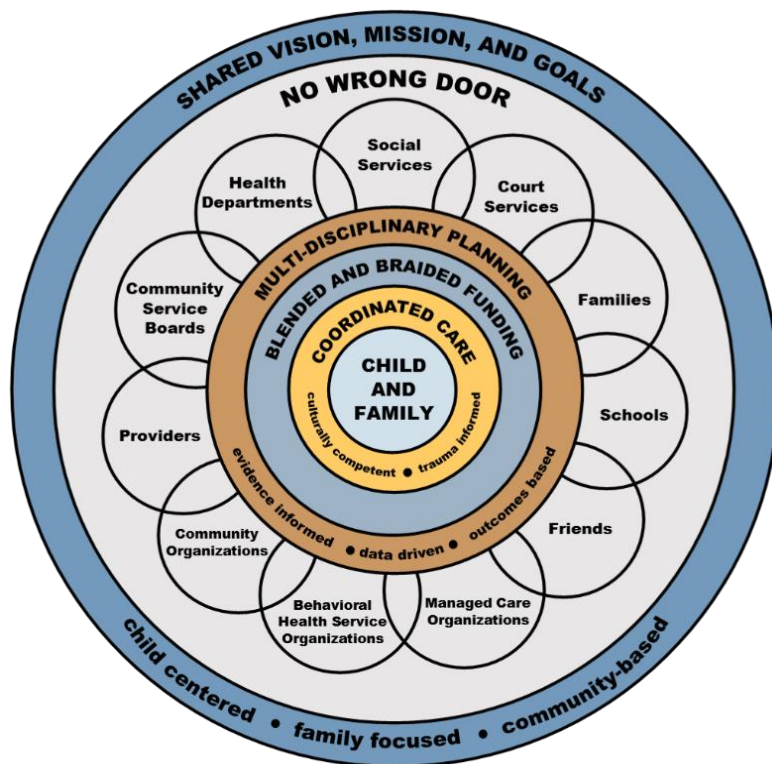 SHARED VISION, MISSION, AND GOALS
NO WRONG DOOR
Social
Services
Court
Services
Families
Schools
Friends
Managed Care
Organizations
Behavioral
Health Service
Organizations
Community
Organizations
Providers
Community
Service
Boards
Health
Departments
MULTI-DISCIPLINARY PLANNING
BLENDED AND BRAIDED FUNDING
COORDINATED CARE
CHILD
AND
FAMILY
culturally competent • trauma informed
evidence informed • data driven • outcomes based
child centered • family focused • community-based